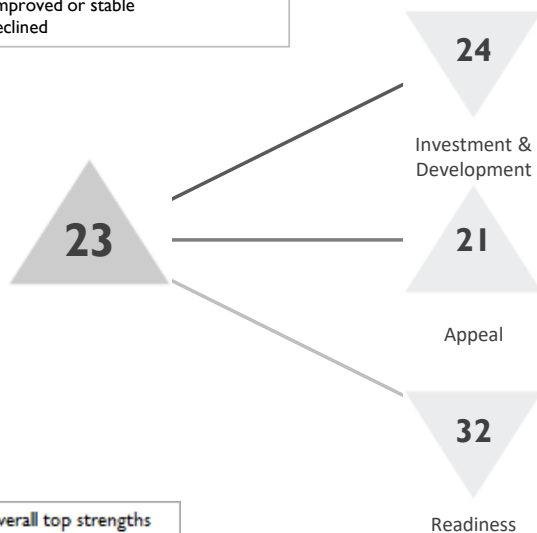 mproved or stable
eclined
24
Investment &
Development
23
21
Appeal
32
Readiness
verall top strengths